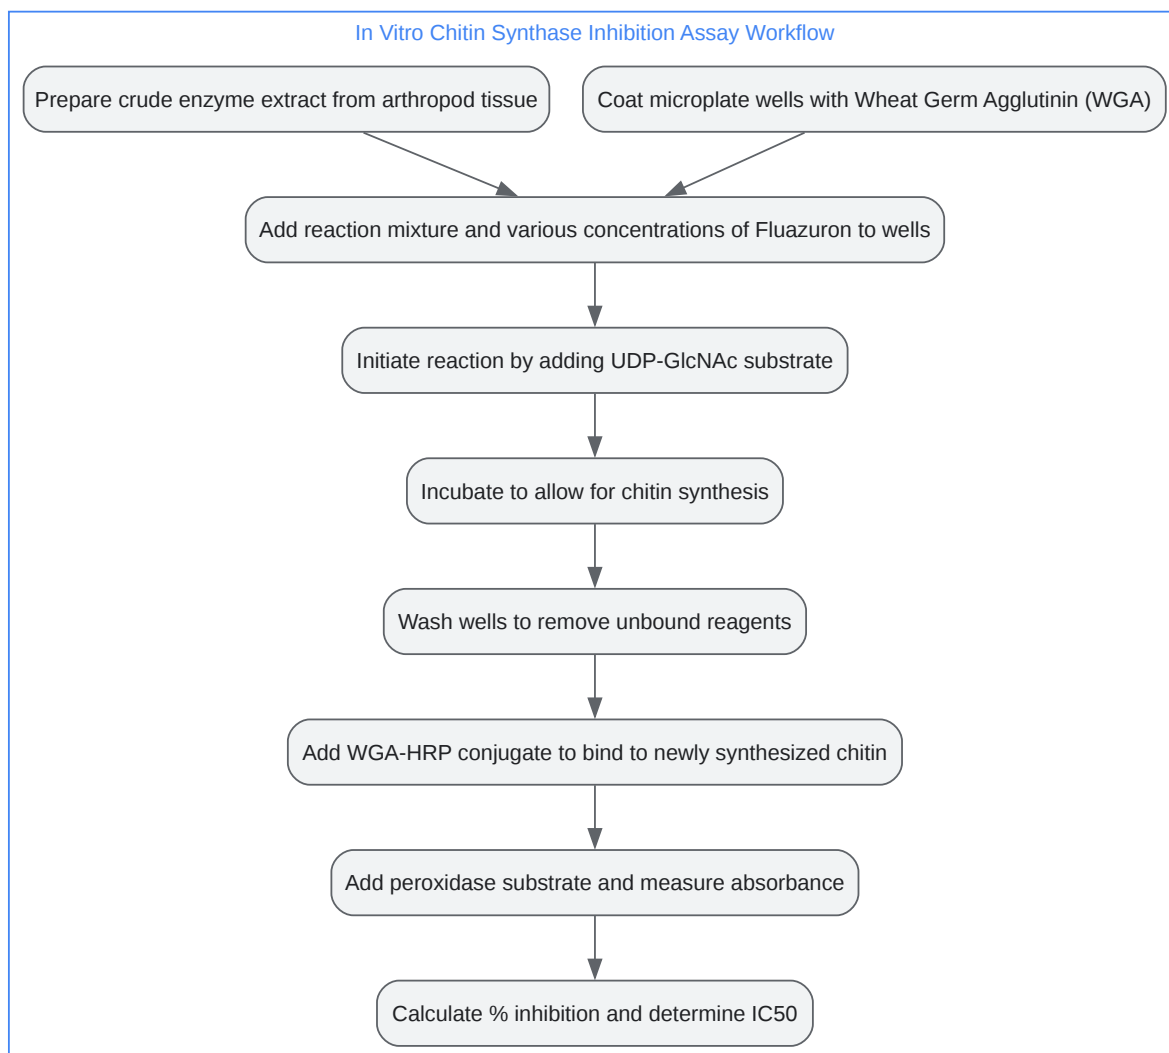 In Vitro Chitin Synthase Inhibition Assay Workflow
Prepare crude enzyme extract from arthropod tissue
Coat microplate wells with Wheat Germ Agglutinin (WGA)
Add reaction mixture and various concentrations of Fluazuron to wells
Initiate reaction by adding UDP-GlcNAc substrate
Incubate to allow for chitin synthesis
Wash wells to remove unbound reagents
Add WGA-HRP conjugate to bind to newly synthesized chitin
Add peroxidase substrate and measure absorbance
Calculate % inhibition and determine IC50